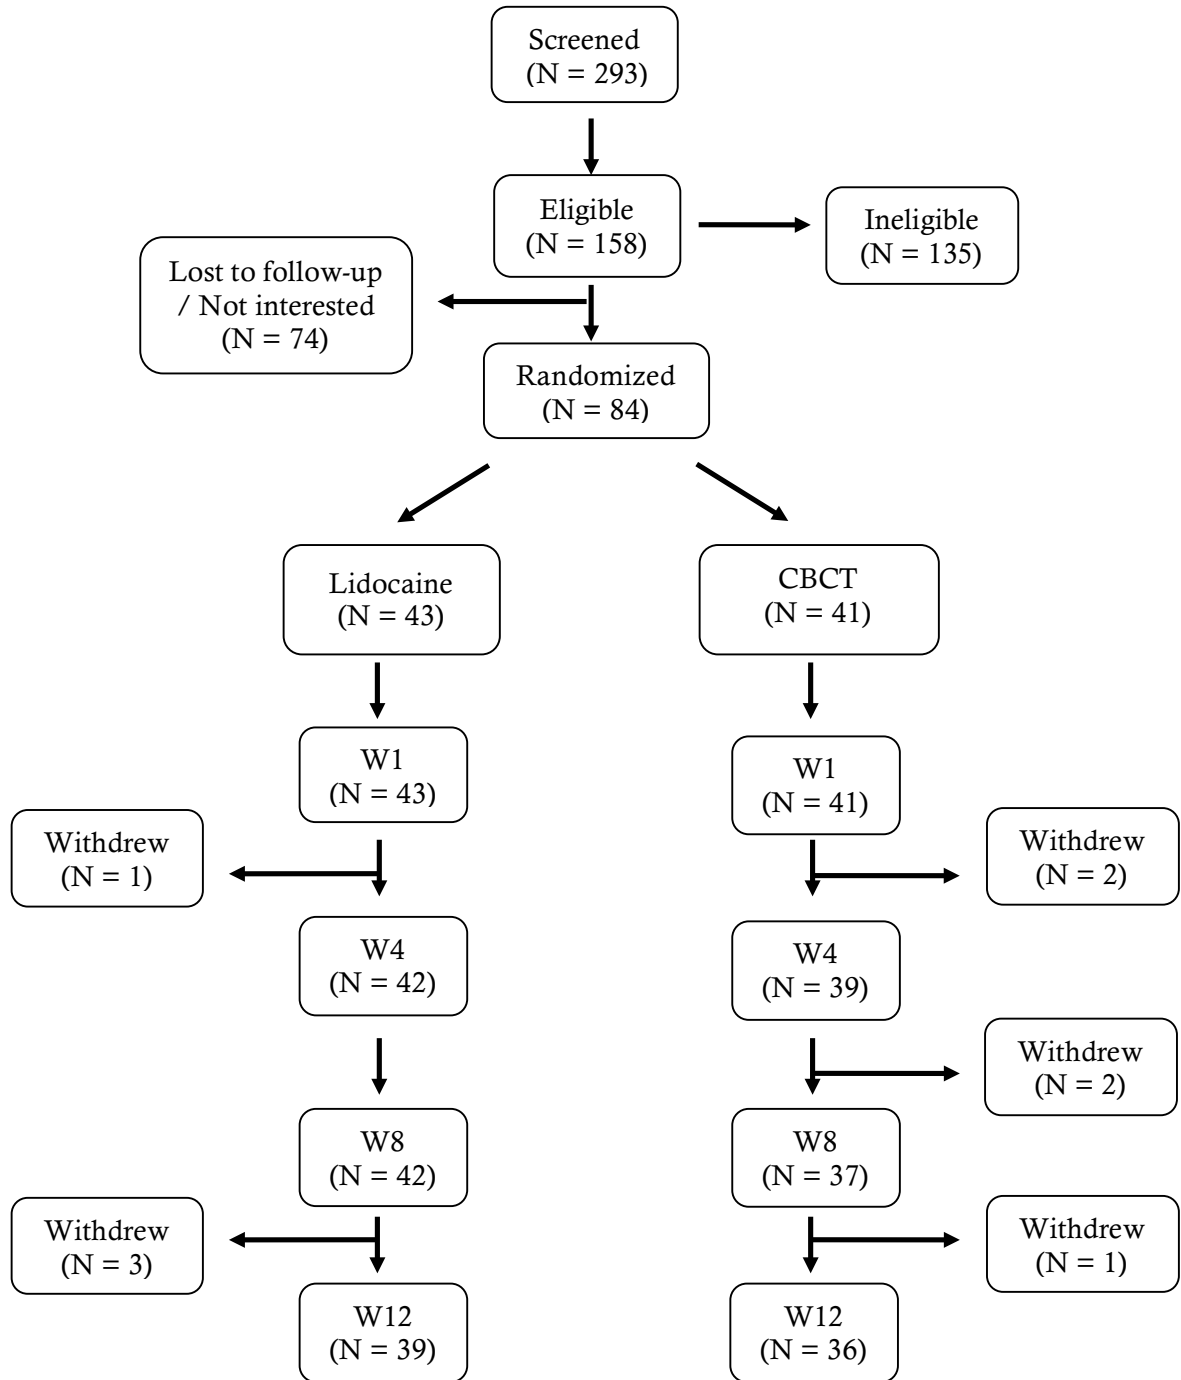 Screened
(N = 293)
Eligible
(N = 158)
Ineligible
(N = 135)
Lost to follow-up
/ Not interested
(N = 74)
Randomized
(N = 84)
Lidocaine
(N = 43)
CBCT
(N = 41)
W1
(N = 43)
W1
(N = 41)
Withdrew
(N = 1)
Withdrew
(N = 2)
W4
(N = 42)
W4
(N = 39)
Withdrew
(N = 2)
W8
(N = 42)
W8
(N = 37)
Withdrew
(N = 3)
Withdrew
(N = 1)
W12
(N = 39)
W12
(N = 36)